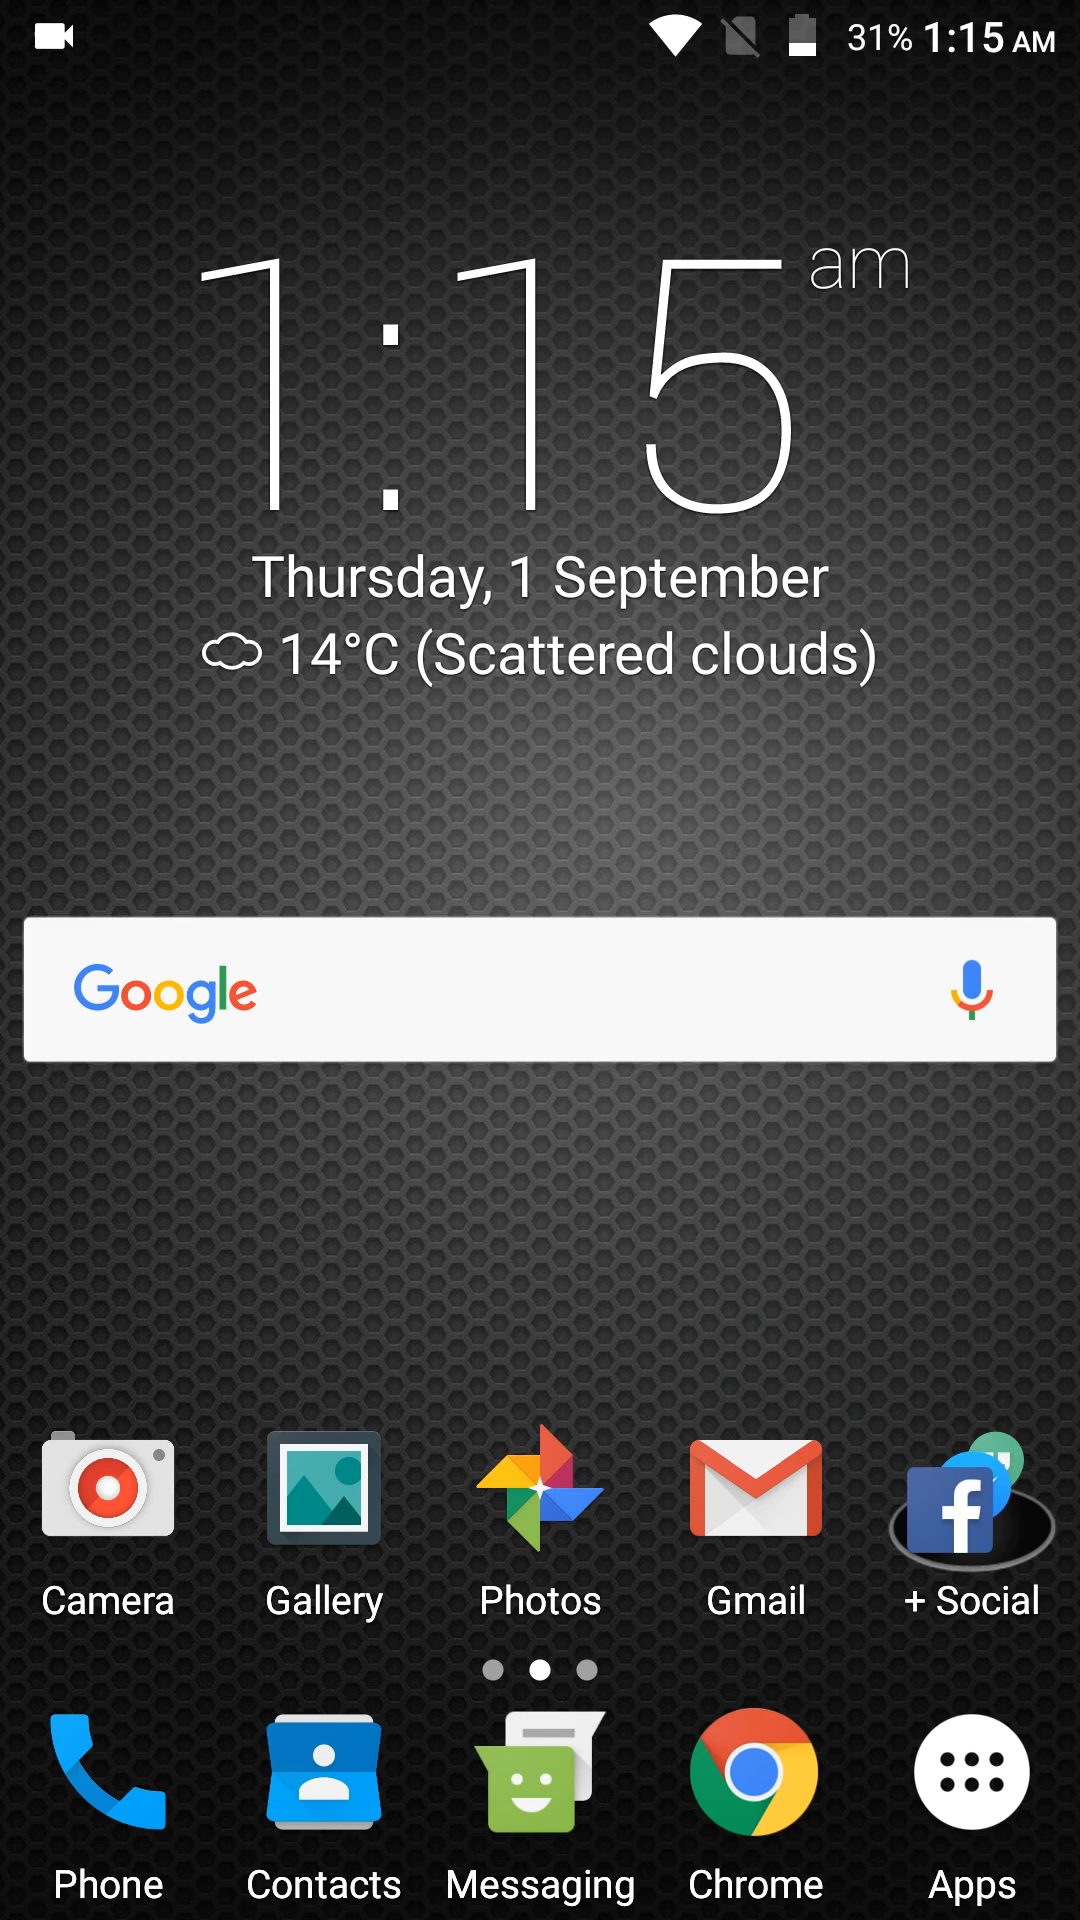 31% 1:15 AM
1:15 am
Thursday, 1 September
14°C (Scattered clouds)
Google
Camera Gallery Photos Gmail + Social
Phone Contacts Messaging Chrome Apps